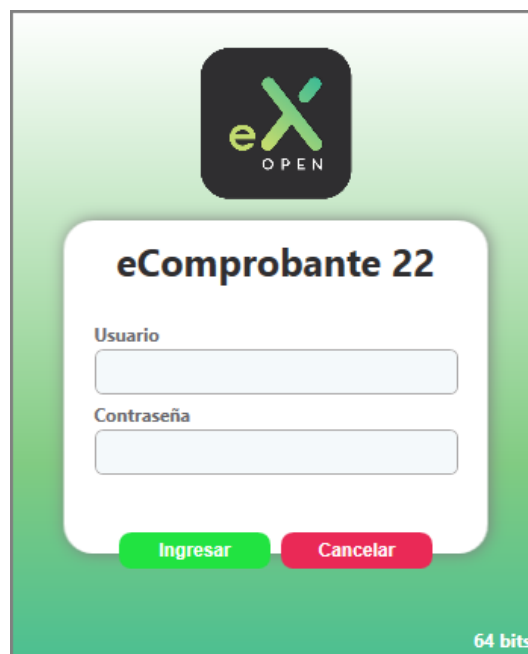 eX
OPEN
eComprobante 22
Usuario
Contraseña
Ingresar Cancelar
64 bits